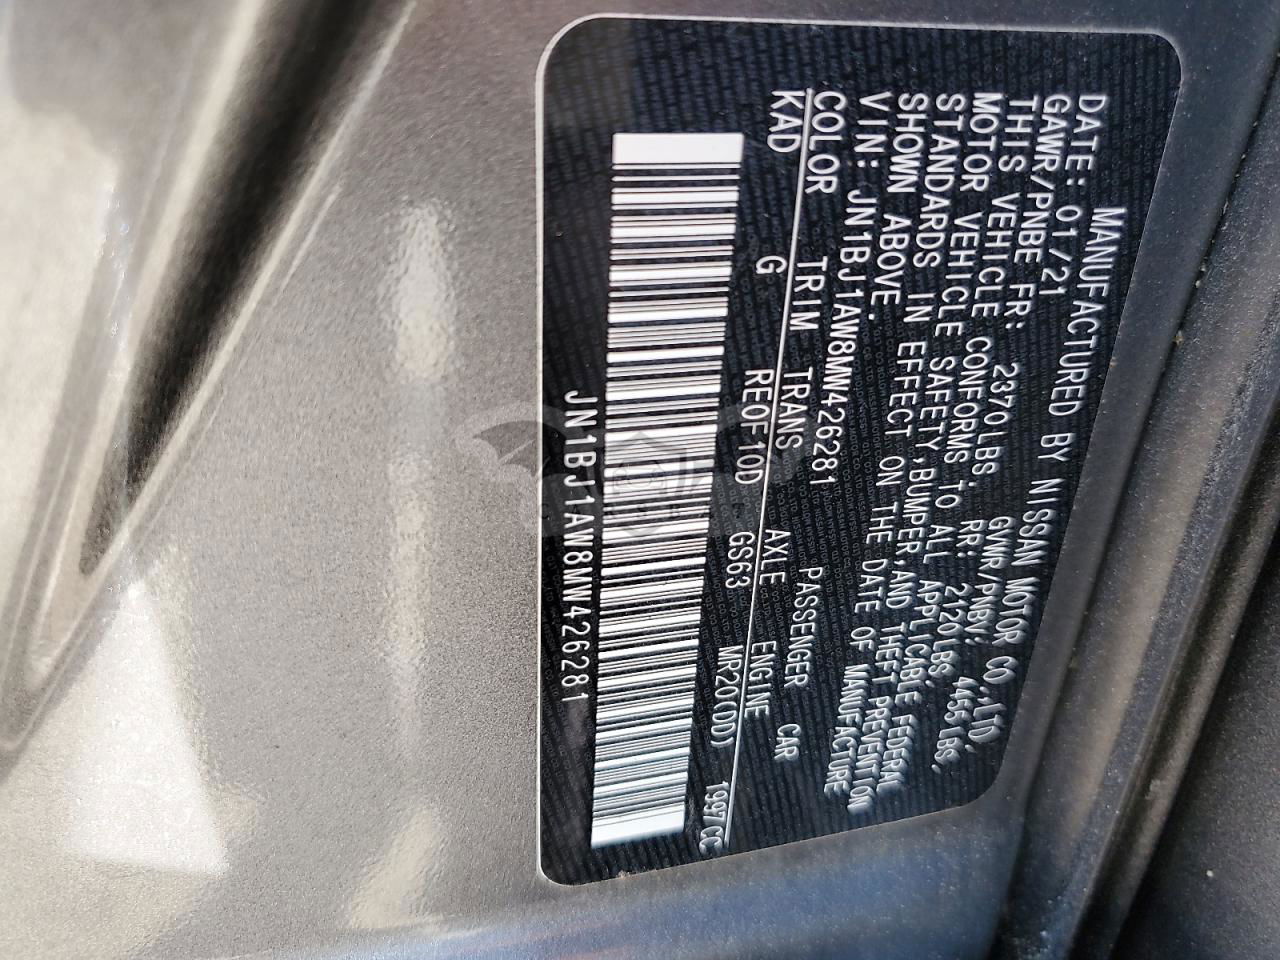 MANUFACTURED BY NISSAN MOTOR CO.,LTD.
DATE: 01/21 GVWR/PNBV: 4455LBS,
GAWR/PNBE FR: 2370LBS. RR: 2120LBS,
THIS VEHICLE CONFORMS TO ALL APPLICABLE FEDERAL
MOTOR VEHICLE SAFETY,BUMPER,AND THEFT PREVENTION
STANDARDS IN EFFECT ON THE DATE OF MANUFACTURE
SHOWN ABOVE.
VIN: JN1BJ1AW8MW426281 PASSENGER CAR
COLOR TRIM TRANS AXLE ENGINE
KAD G RE0F10D GS63 MR20(DD) 1997CC
JN1BJ1AW8MW426281